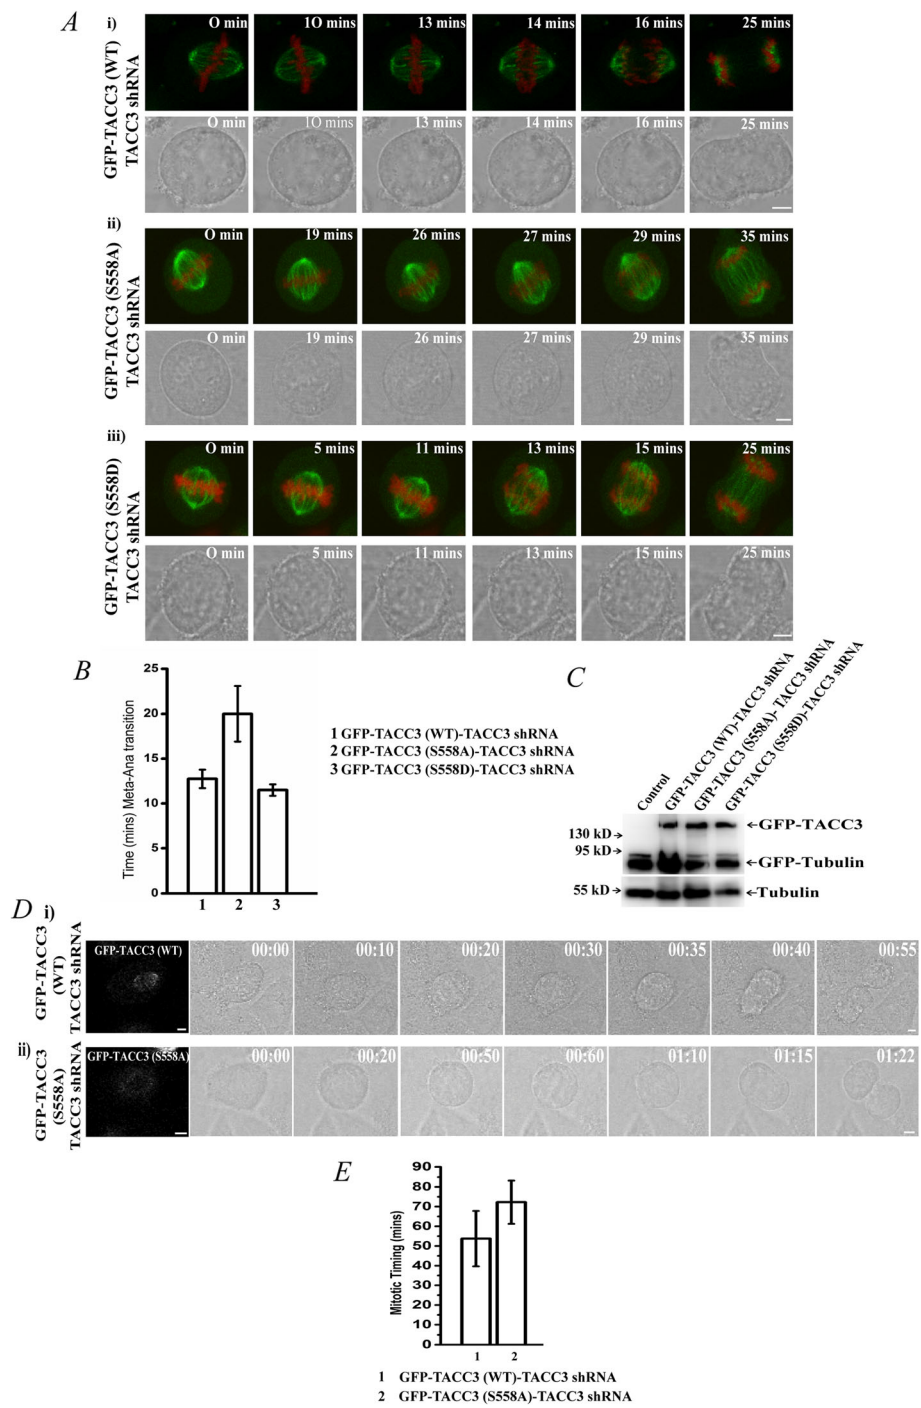 A
i)
GFP-TACC3 (WT)
TACC3 shRNA
O min 1O mins 13 mins 14 mins 16 mins 25 mins
O min 1O mins 13 mins 14 mins 16 mins 25 mins
ii)
GFP-TACC3 (S558A)
TACC3 shRNA
O min 19 mins 26 mins 27 mins 29 mins 35 mins
O min 19 mins 26 mins 27 mins 29 mins 35 mins
iii)
GFP-TACC3 (S558D)
TACC3 shRNA
O min 5 mins 11 mins 13 mins 15 mins 25 mins
O min 5 mins 11 mins 13 mins 15 mins 25 mins
B
Time (mins) Meta-Ana transition
25
20
15
10
5
0
1 2 3
1 GFP-TACC3 (WT)-TACC3 shRNA
2 GFP-TACC3 (S558A)-TACC3 shRNA
3 GFP-TACC3 (S558D)-TACC3 shRNA
C
Control
GFP-TACC3 (WT)-TACC3 shRNA
GFP-TACC3 (S558A)- TACC3 shRNA
GFP-TACC3 (S558D)-TACC3 shRNA
←GFP-TACC3
130 kD→
95 kD→
←GFP-Tubulin
55 kD→
←Tubulin
D
i)
GFP-TACC3
(WT)
TACC3 shRNA
GFP-TACC3 (WT) 00:00 00:10 00:20 00:30 00:35 00:40 00:55
ii)
GFP-TACC3
(S558A)
TACC3 shRNA
GFP-TACC3 (S558A) 00:00 00:20 00:50 00:60 01:10 01:15 01:22
E
Mitotic Timing (mins)
90
80
70
60
50
40
30
20
10
0
1 2
1 GFP-TACC3 (WT)-TACC3 shRNA
2 GFP-TACC3 (S558A)-TACC3 shRNA